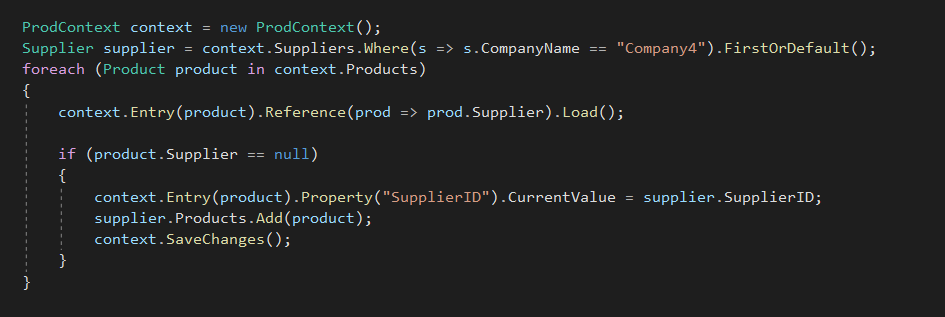 ProdContext context = new ProdContext();
Supplier supplier = context.Suppliers.Where(s => s.CompanyName == "Company4").FirstOrDefault();
foreach (Product product in context.Products)
{
    context.Entry(product).Reference(prod => prod.Supplier).Load();

    if (product.Supplier == null)
    {
        context.Entry(product).Property("SupplierID").CurrentValue = supplier.SupplierID;
        supplier.Products.Add(product);
        context.SaveChanges();
    }
}